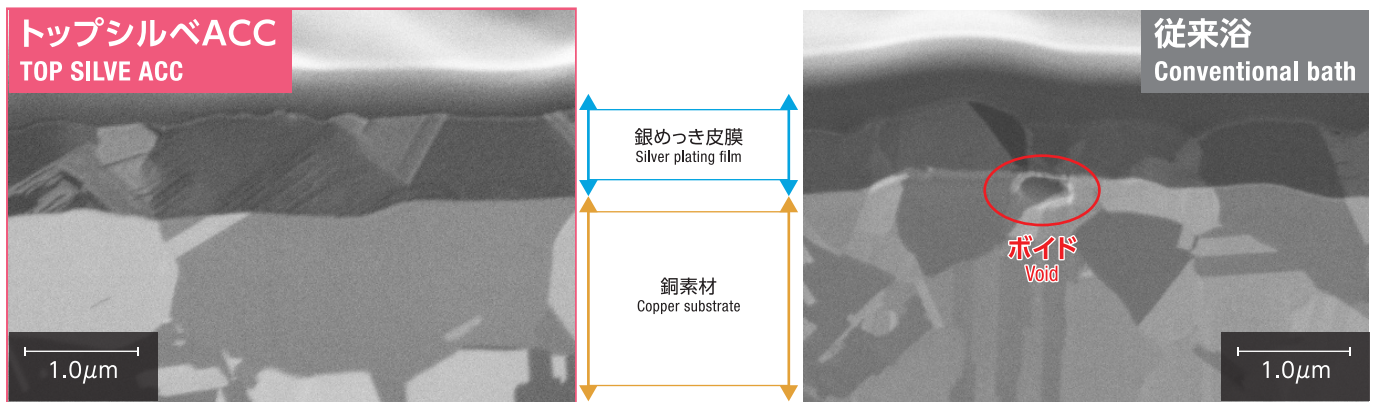 トップシルベACC
TOP SILVE ACC
1.0μm
銀めっき皮膜
Silver plating film
銅素材
Copper substrate
従来浴
Conventional bath
ボイド
Void
1.0μm